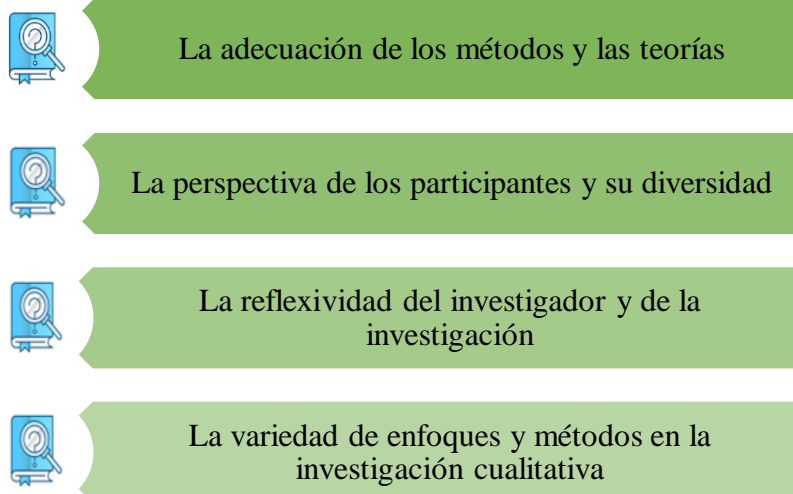 La adecuación de los métodos y las teorías
La perspectiva de los participantes y su diversidad
La reflexividad del investigador y de la
investigación
La variedad de enfoques y métodos en la
investigación cualitativa